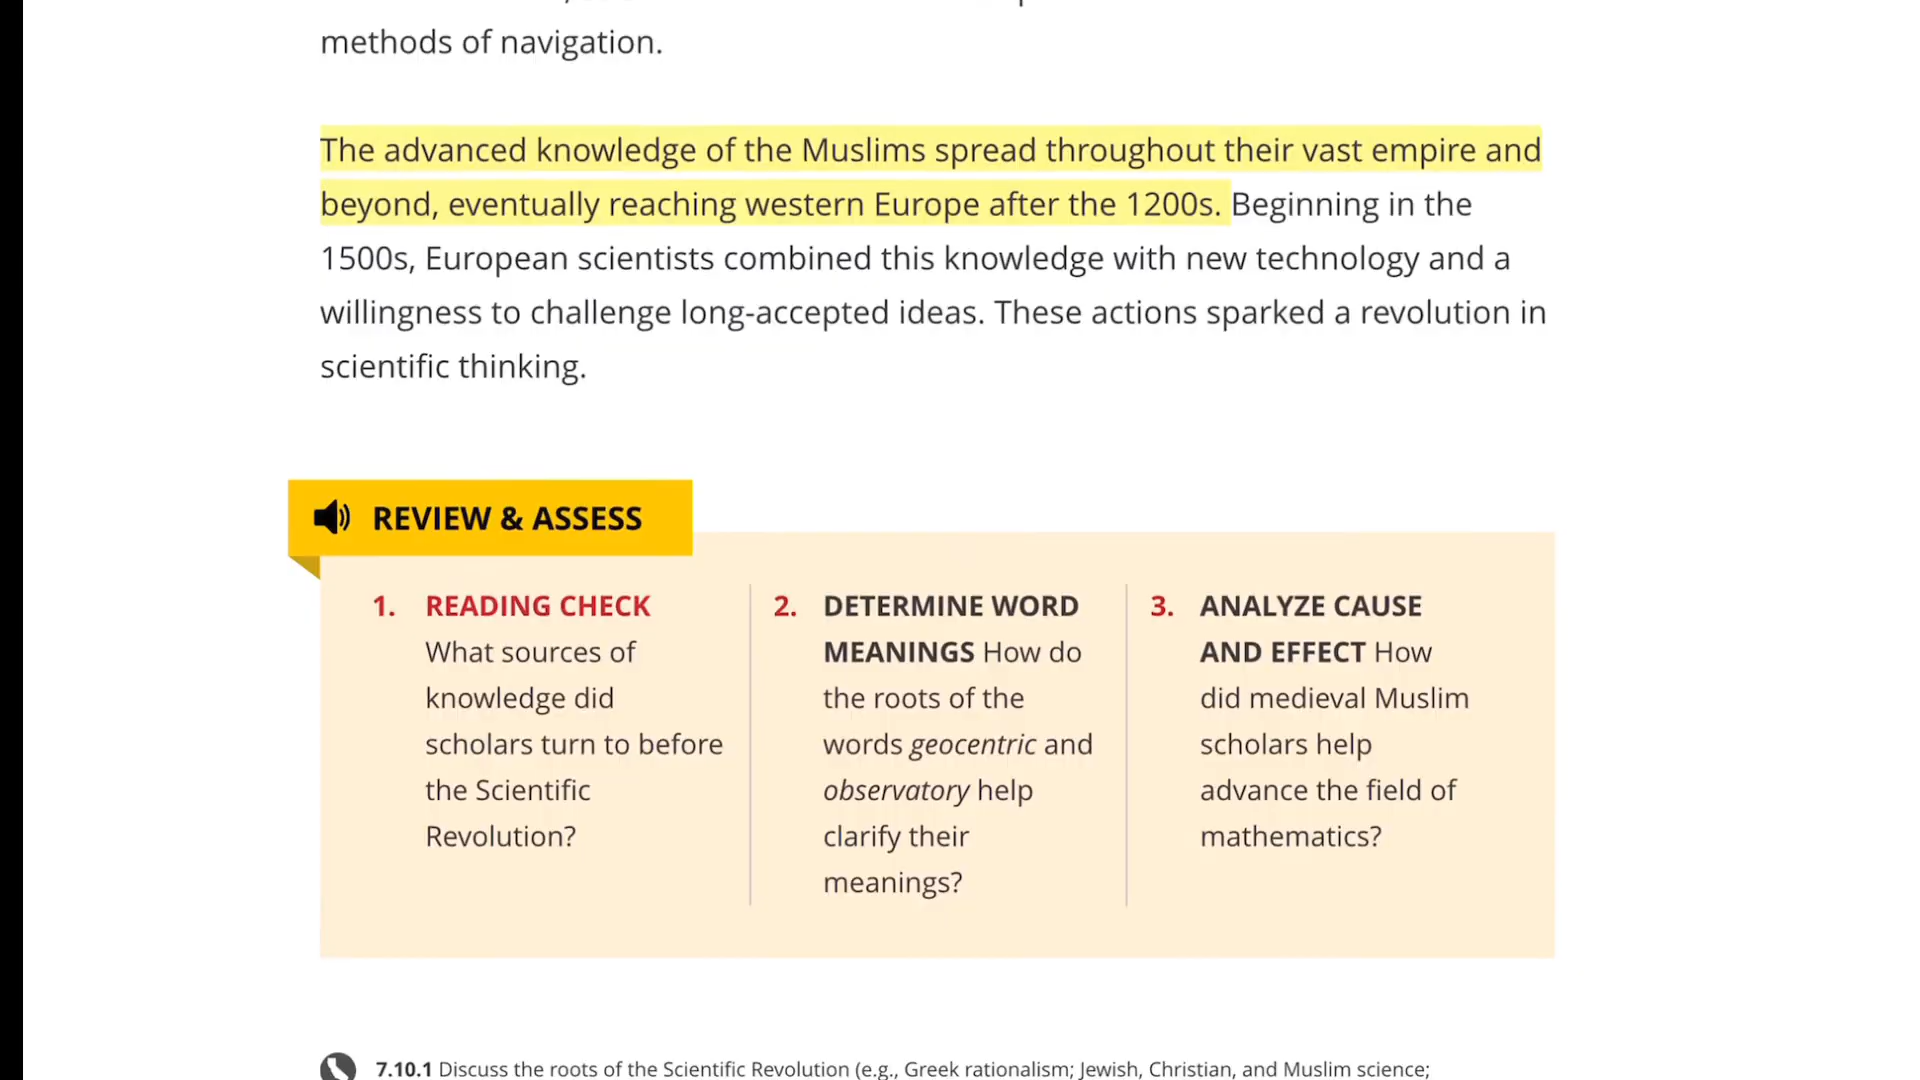 methods of navigation.
The advanced knowledge of the Muslims spread throughout their vast empire and
beyond, eventually reaching western Europe after the 1200s. Beginning in the
1500s, European scientists combined this knowledge with new technology and a
willingness to challenge long-accepted ideas. These actions sparked a revolution in
scientific thinking.
REVIEW & ASSESS
1. READING CHECK
What sources of
knowledge did
scholars turn to before
the Scientific
Revolution?
2. DETERMINE WORD
MEANINGS How do
the roots of the
words geocentric and
observatory help
clarify their
meanings?
3. ANALYZE CAUSE
AND EFFECT How
did medieval Muslim
scholars help
advance the field of
mathematics?
7.10.1 Discuss the roots of the Scientific Revolution (e.g., Greek rationalism; Jewish, Christian, and Muslim science;